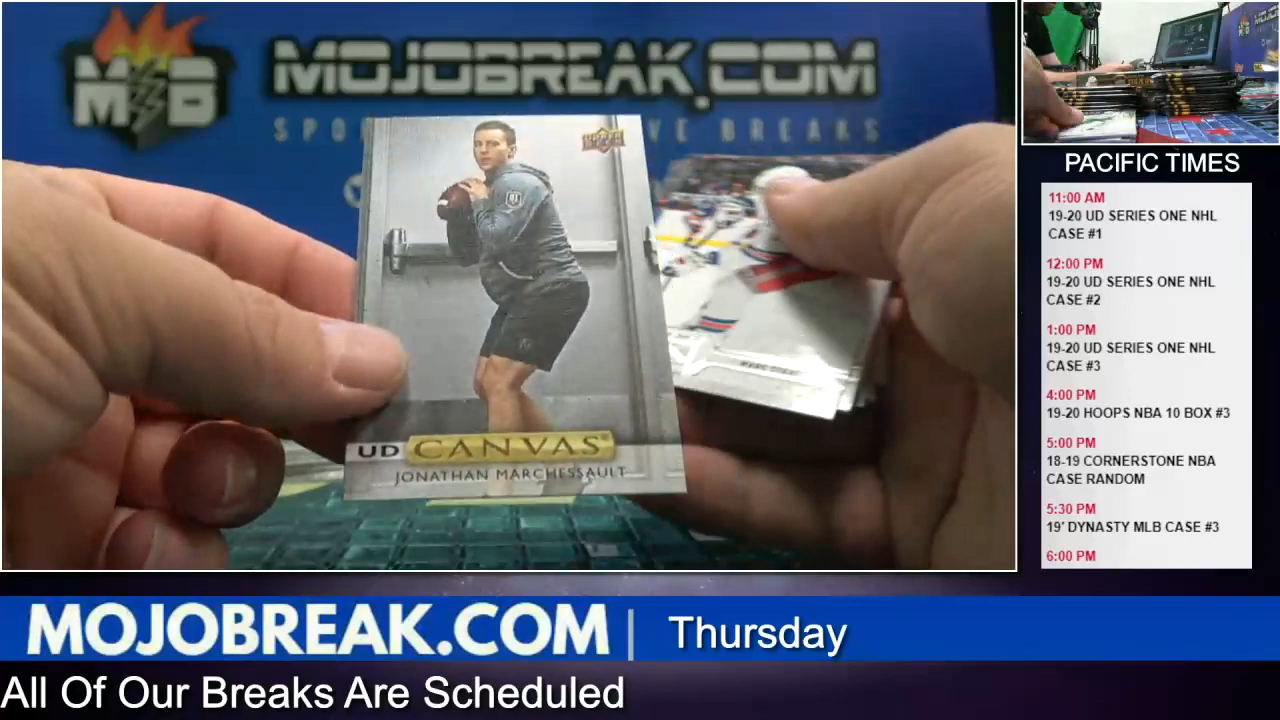 MB
MOJOBREAK.COM
UD CANVAS
JONATHAN MARCHESSAULT
PACIFIC TIMES
11:00 AM
19-20 UD SERIES ONE NHL
CASE #1
12:00 PM
19-20 UD SERIES ONE NHL
CASE #2
1:00 PM
19-20 UD SERIES ONE NHL
CASE #3
4:00 PM
19-20 HOOPS NBA 10 BOX #3
5:00 PM
18-19 CORNERSTONE NBA
CASE RANDOM
5:30 PM
19' DYNASTY MLB CASE #3
6:00 PM
MOJOBREAK.COM | Thursday
All Of Our Breaks Are Scheduled